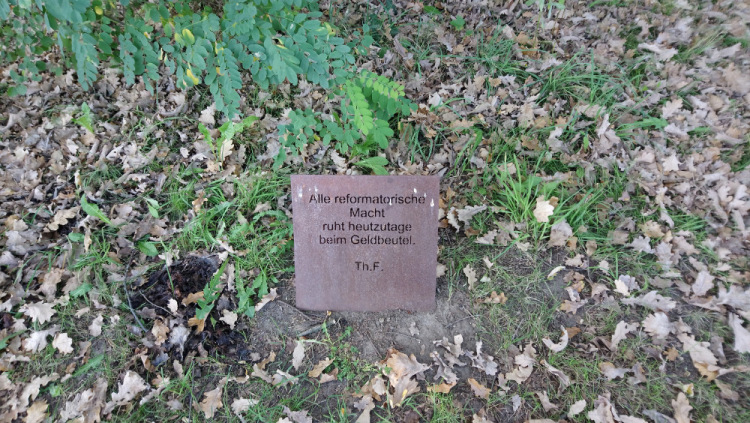 Alle reformatorische
Macht
ruht heutzutage
beim Geldbeutel.
Th.F.